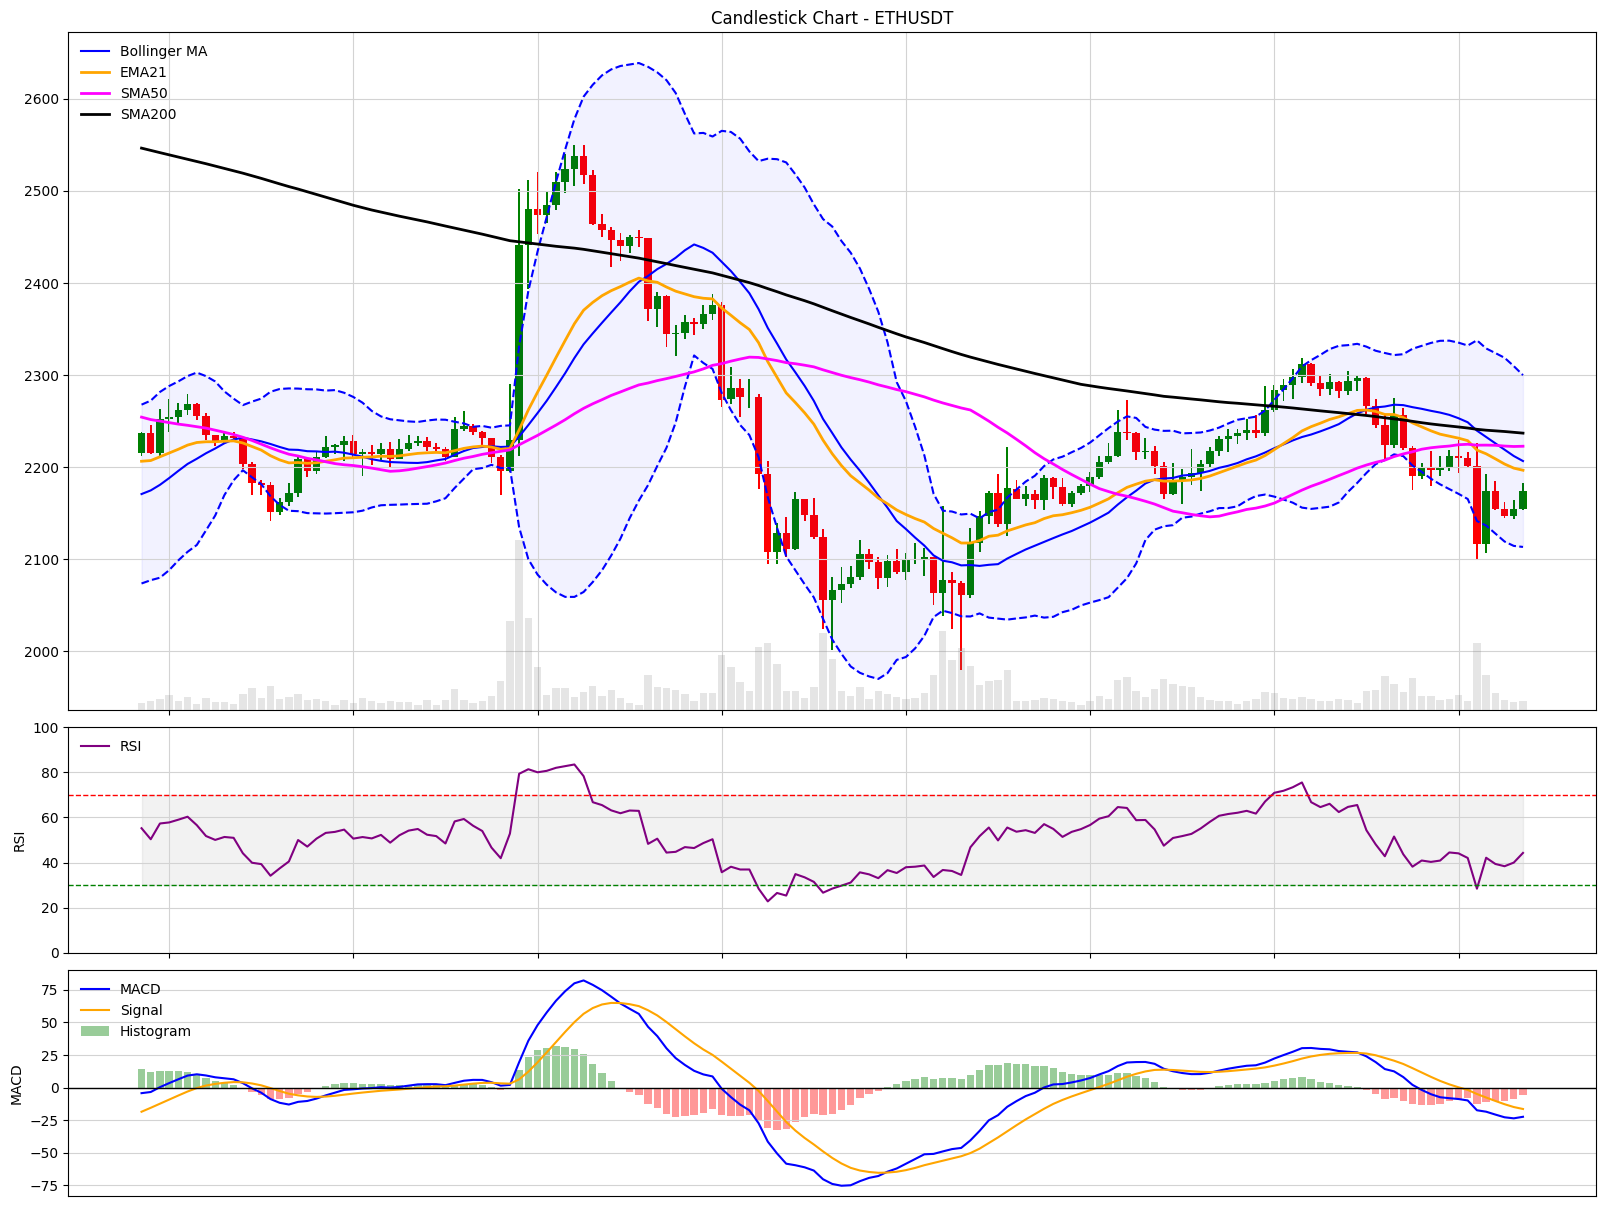 Candlestick Chart - ETHUSDT
Bollinger MA
EMA21
SMA50
SMA200
2600
2500
2400
2300
2200
2100
2000
100
80
60
40
20
0
RSI
RSI
75
50
25
0
−25
−50
−75
MACD
MACD
Signal
Histogram